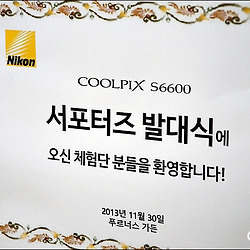 Nikon
COOLPIX S6600
서포터즈 발대식에
오신 체험단 분들을 환영합니다!
2013년 11월 30일
푸르너스 가든